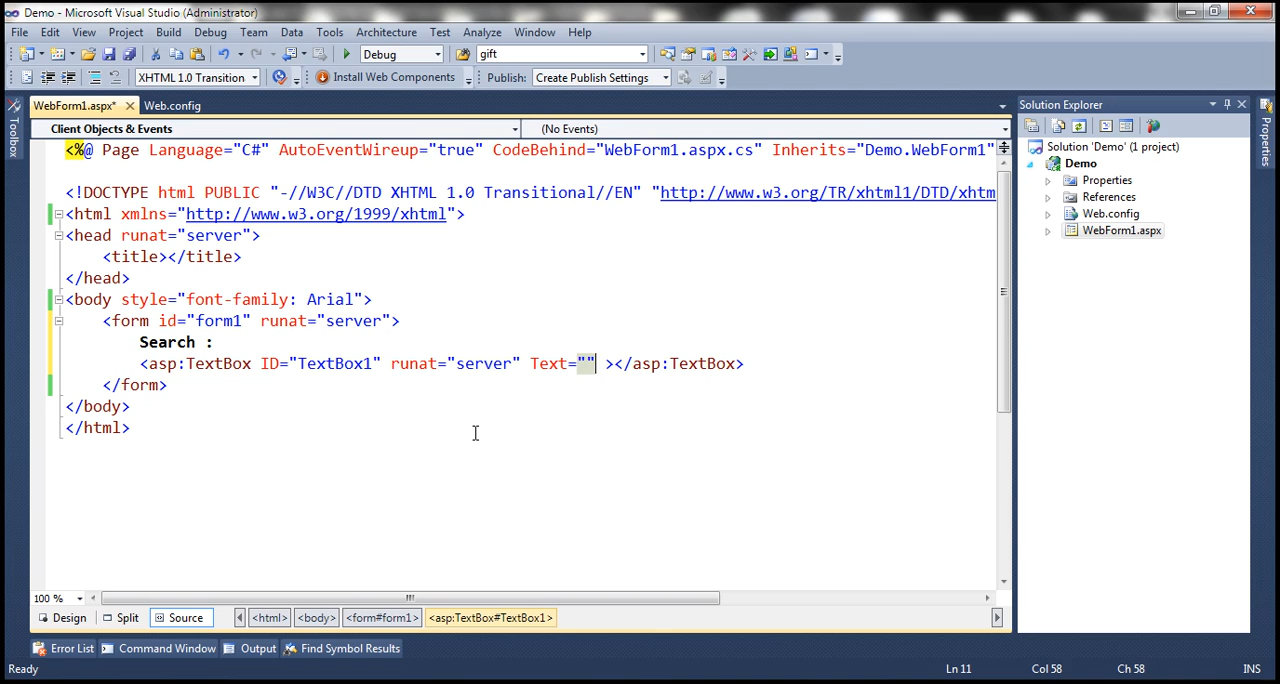 Demo - Microsoft Visual Studio (Administrator)
File Edit View Project Build Debug Team Data Tools Architecture Test Analyze Window Help
Debug gift
XHTML 1.0 Transition Install Web Components Publish: Create Publish Settings
WebForm1.aspx* Web.config
Solution Explorer
Toolbox
Properties
Client Objects & Events (No Events)
<%@ Page Language="C#" AutoEventWireup="true" CodeBehind="WebForm1.aspx.cs" Inherits="Demo.WebForm1"
<!DOCTYPE html PUBLIC "-//W3C//DTD XHTML 1.0 Transitional//EN" "http://www.w3.org/TR/xhtml1/DTD/xhtm
<html xmlns="http://www.w3.org/1999/xhtml">
<head runat="server">
<title></title>
</head>
<body style="font-family: Arial">
<form id="form1" runat="server">
Search :
<asp:TextBox ID="TextBox1" runat="server" Text="" ></asp:TextBox>
</form>
</body>
</html>
Solution 'Demo' (1 project)
Demo
Properties
References
Web.config
WebForm1.aspx
100 %
Design Split Source <html> <body> <form#form1> <asp:TextBox#TextBox1>
Error List Command Window Output Find Symbol Results
Ready Ln 11 Col 58 Ch 58 INS